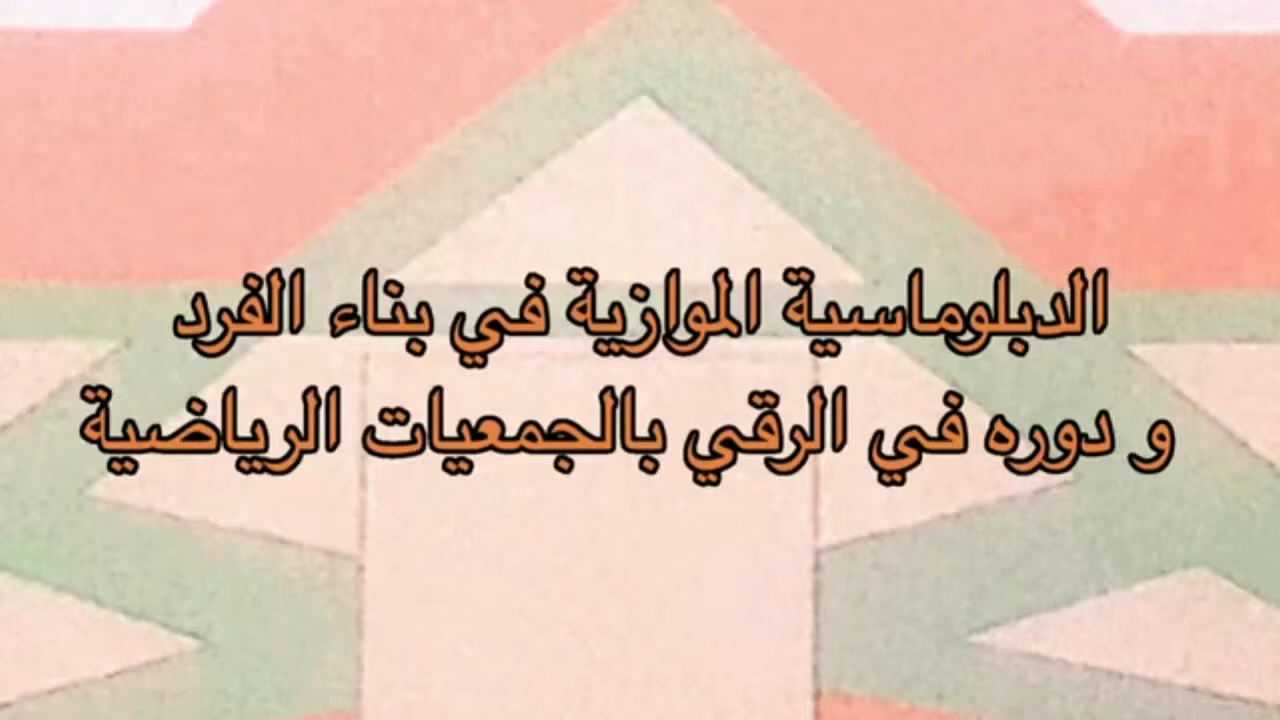 الدبلوماسية الموازية في بناء الفرد
و دوره في الرقي بالجمعيات الرياضية